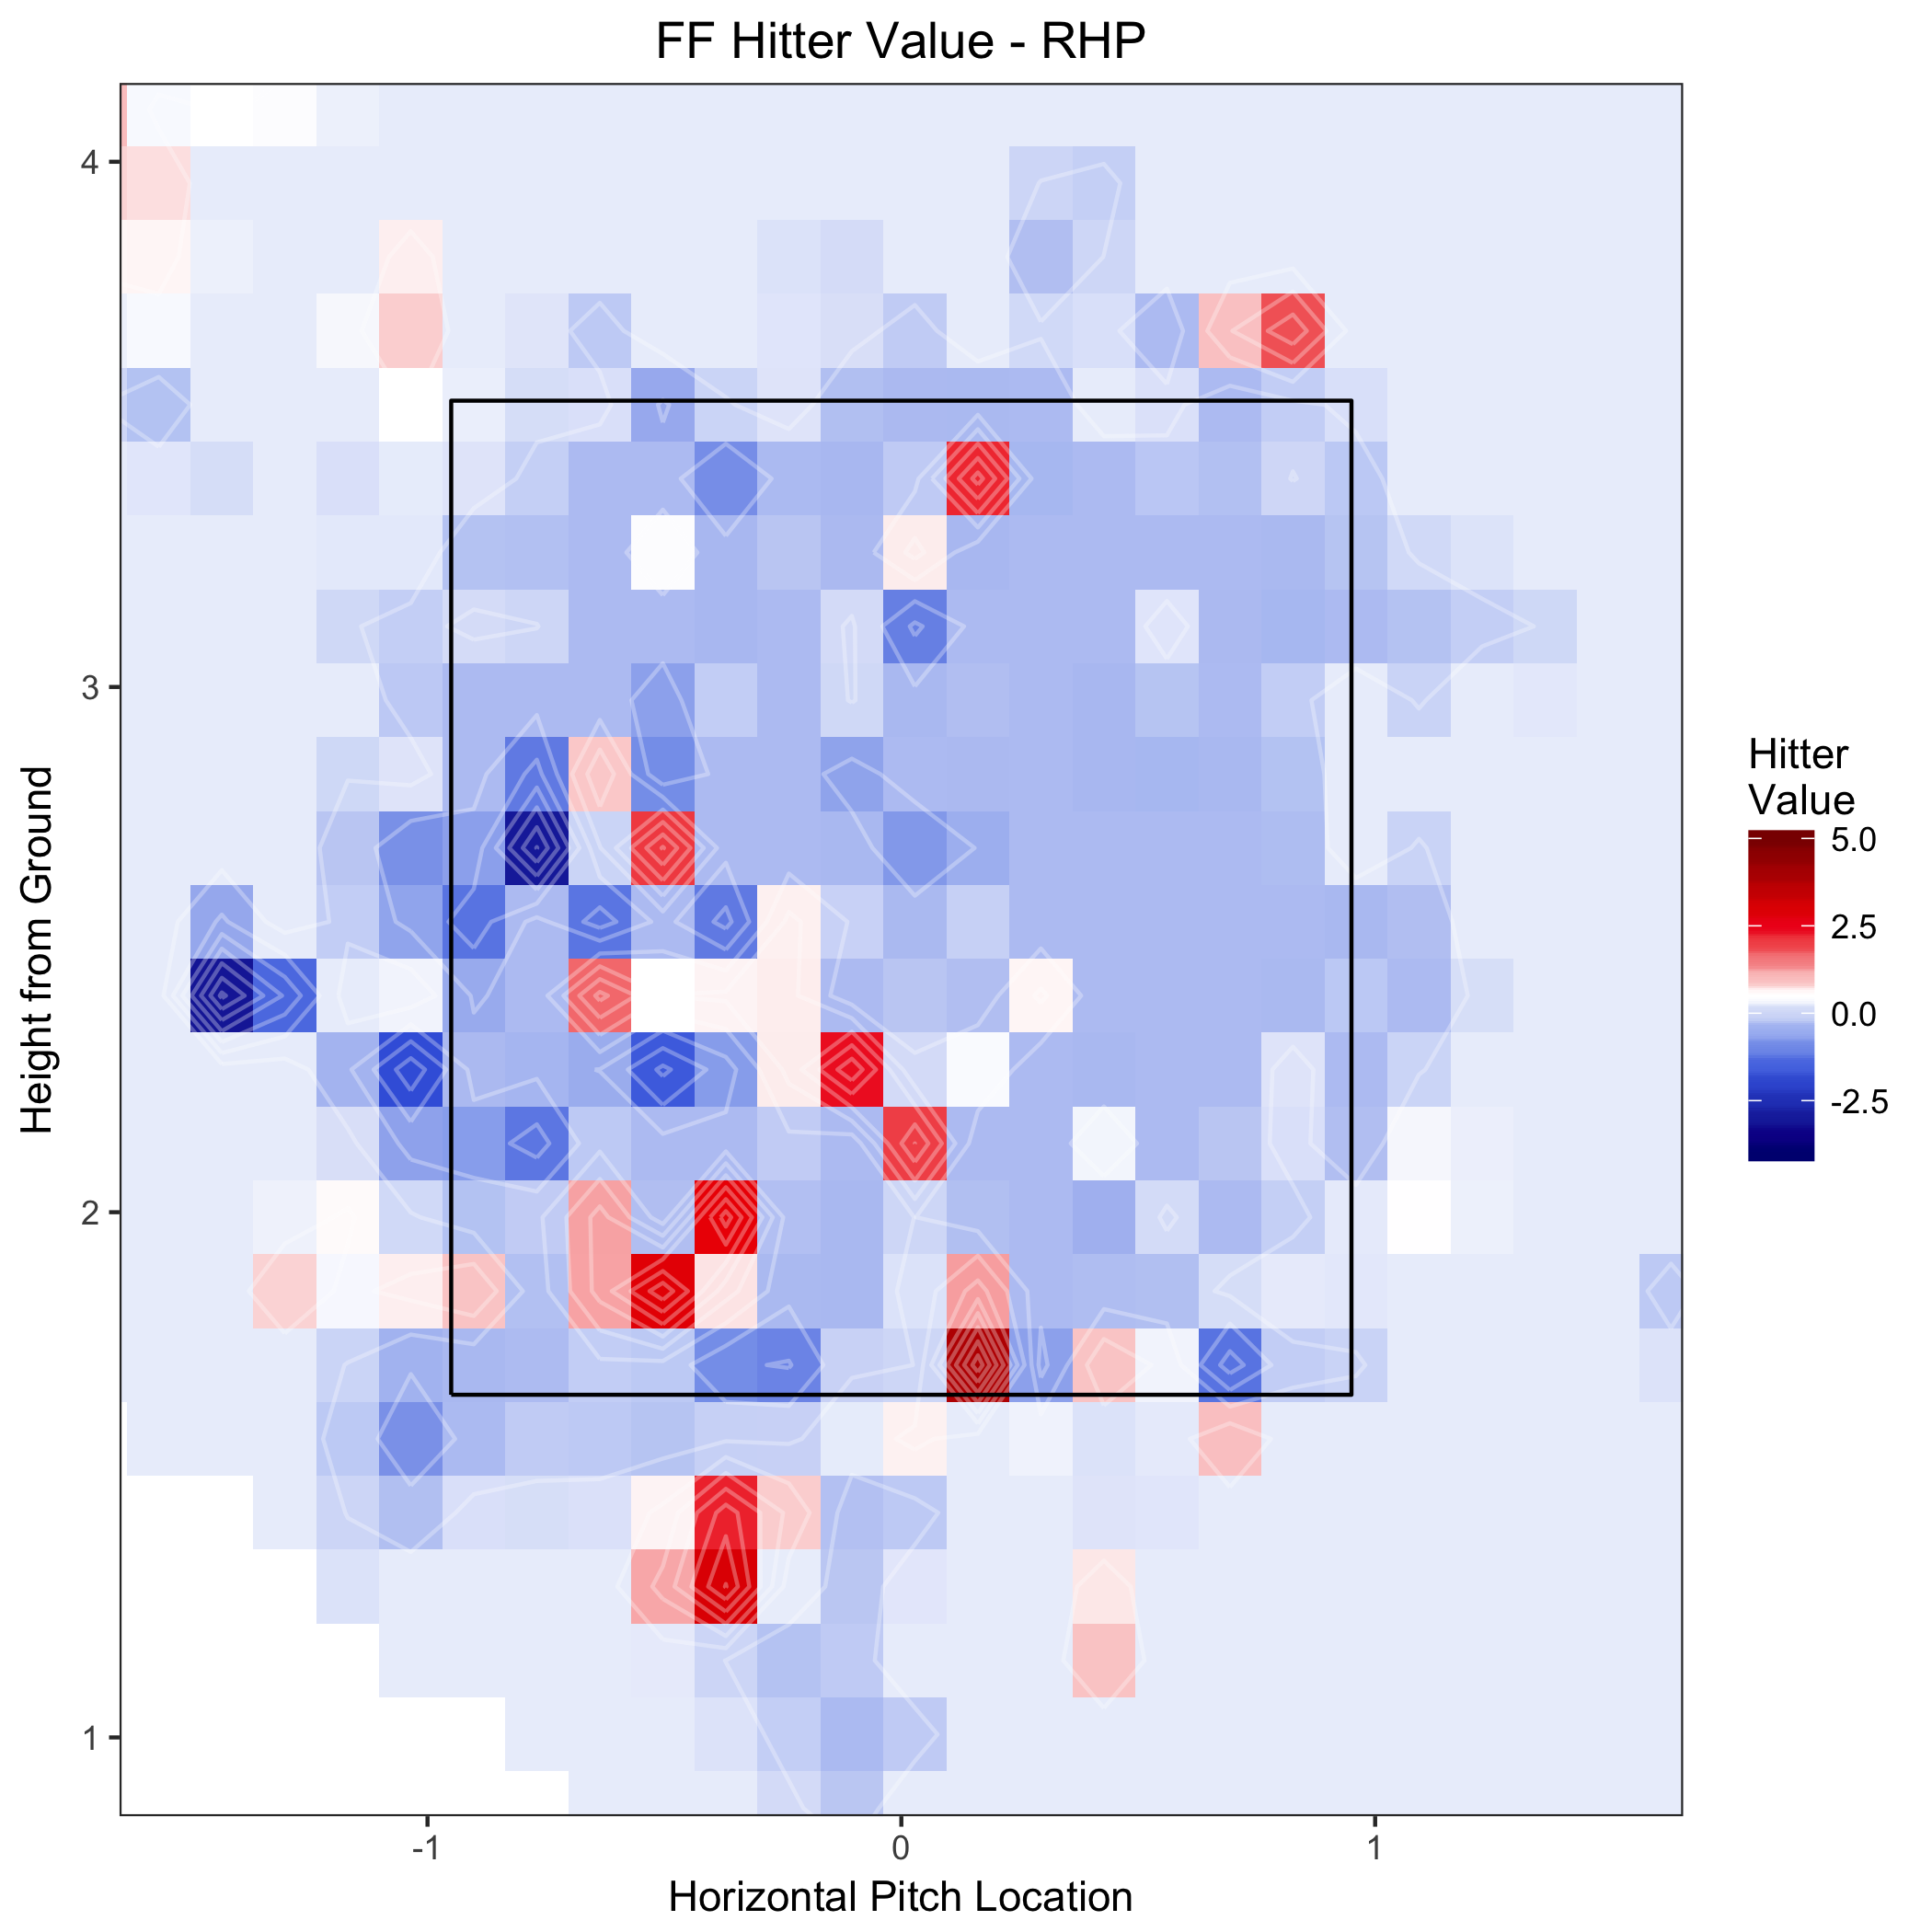 FF Hitter Value - RHP
Height from Ground
4
3
2
1
-1
0
1
Horizontal Pitch Location
Hitter
Value
5.0
2.5
0.0
-2.5